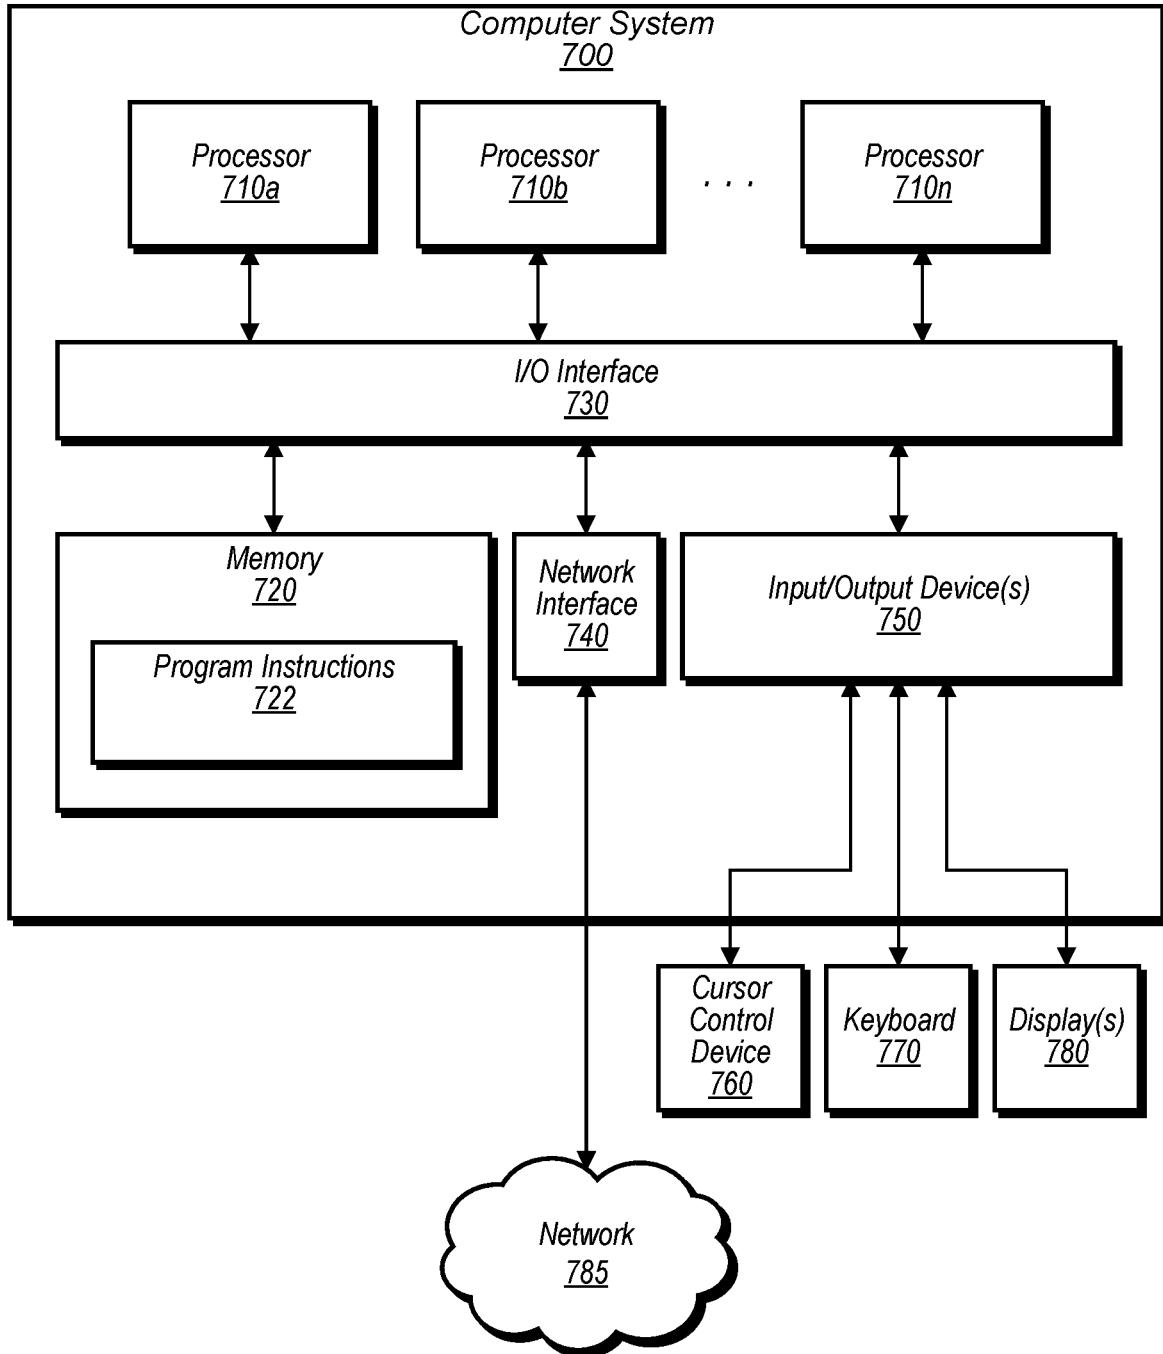 Computer System
700
Processor
710a
Processor
710b
. . .
Processor
710n
I/O Interface
730
Memory
720
Program Instructions
722
Network
Interface
740
Input/Output Device(s)
750
Cursor
Control
Device
760
Keyboard
770
Display(s)
780
Network
785